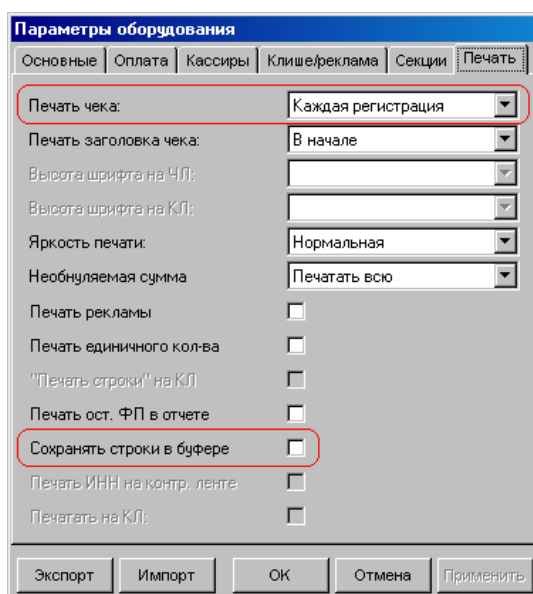 Параметры оборудования
Основные Оплата Кассиры Клише/реклама Секции Печать
Печать чека: Каждая регистрация
Печать заголовка чека: В начале
Высота шрифта на ЧЛ:
Высота шрифта на КЛ:
Яркость печати: Нормальная
Необнуляемая сумма Печатать всю
Печать рекламы
Печать единичного кол-ва
"Печать строки" на КЛ
Печать ост. ФП в отчете
Сохранять строки в буфере
Печать ИНН на контр. ленте
Печатать на КЛ:
Экспорт Импорт OK Отмена Применить